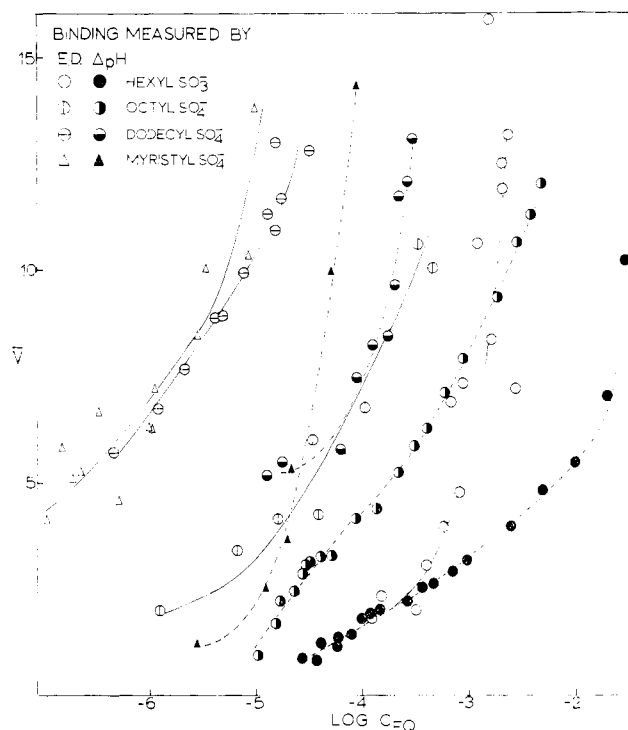 BINDING MEASURED BY
E.D. ΔpH
HEXYL SO₃⁻
OCTYL SO₄⁻
DODECYL SO₄⁻
MYRISTYL SO₄⁻
15
10
V̅
5
-6 -5 -4 -3 -2
LOG C_EQ